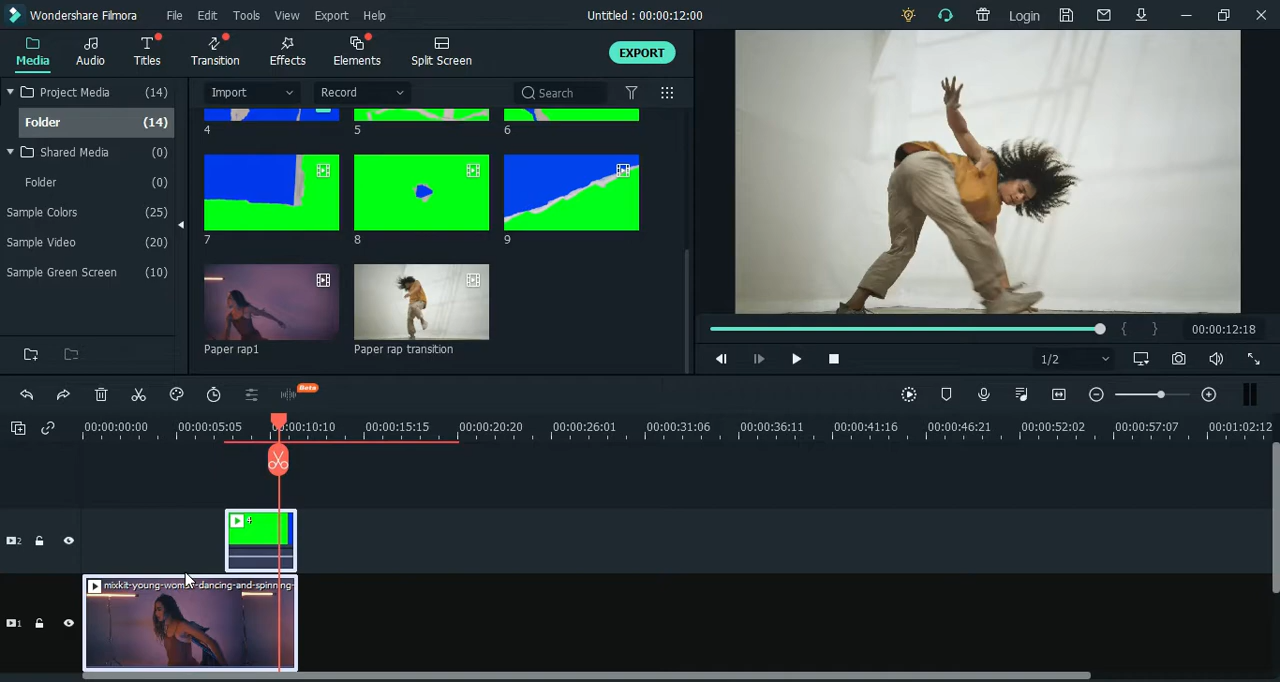 Wondershare Filmora File Edit Tools View Export Help Untitled : 00:00:12:00 Login
Media Audio Titles Transition Effects Elements Split Screen EXPORT
Project Media (14) Import Record Search
Folder (14)
4 5 6
Shared Media (0)
Folder (0)
Sample Colors (25)
7 8 9
Sample Video (20)
Sample Green Screen (10)
Paper rap1 Paper rap transition
00:00:12:18
1/2
Beta
00:00:00:00 00:00:05:05 00:00:10:10 00:00:15:15 00:00:20:20 00:00:26:01 00:00:31:06 00:00:36:11 00:00:41:16 00:00:46:21 00:00:52:02 00:00:57:07 00:01:02:12
4
2
mixkit-young-woman-dancing-and-spinning-
1